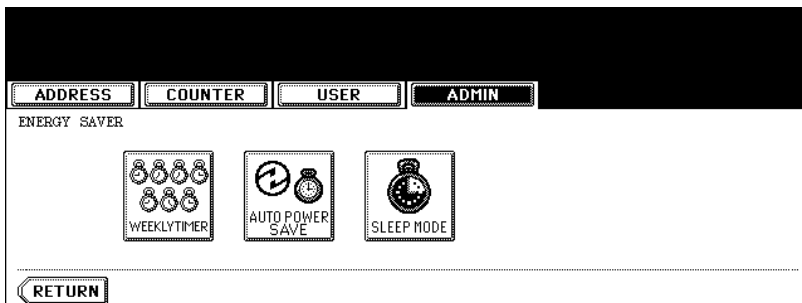 ADDRESS COUNTER USER ADMIN
ENERGY SAVER
WEEKLYTIMER AUTO POWER SAVE SLEEP MODE
RETURN